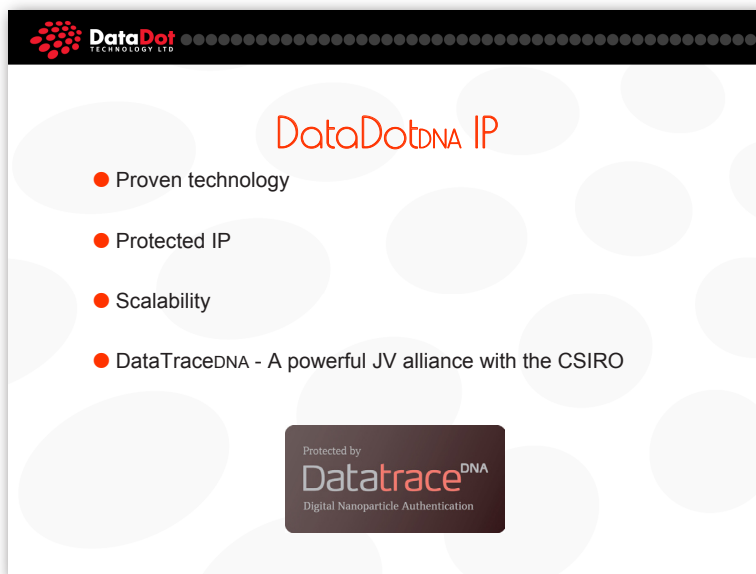 DataDot
TECHNOLOGY LTD
DataDotDNA IP
Proven technology
Protected IP
Scalability
DataTraceDNA - A powerful JV alliance with the CSIRO
Protected by
DatatraceDNA
Digital Nanoparticle Authentication